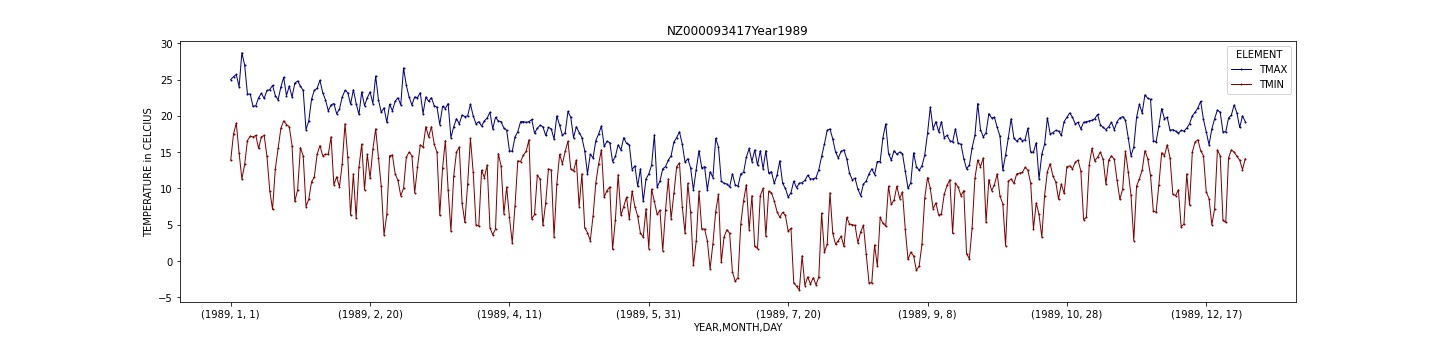 NZ000093417Year1989
TEMPERATURE in CELCIUS
30
25
20
15
10
5
0
−5
ELEMENT
TMAX
TMIN
(1989, 1, 1)
(1989, 2, 20)
(1989, 4, 11)
(1989, 5, 31)
(1989, 7, 20)
(1989, 9, 8)
(1989, 10, 28)
(1989, 12, 17)
YEAR,MONTH,DAY